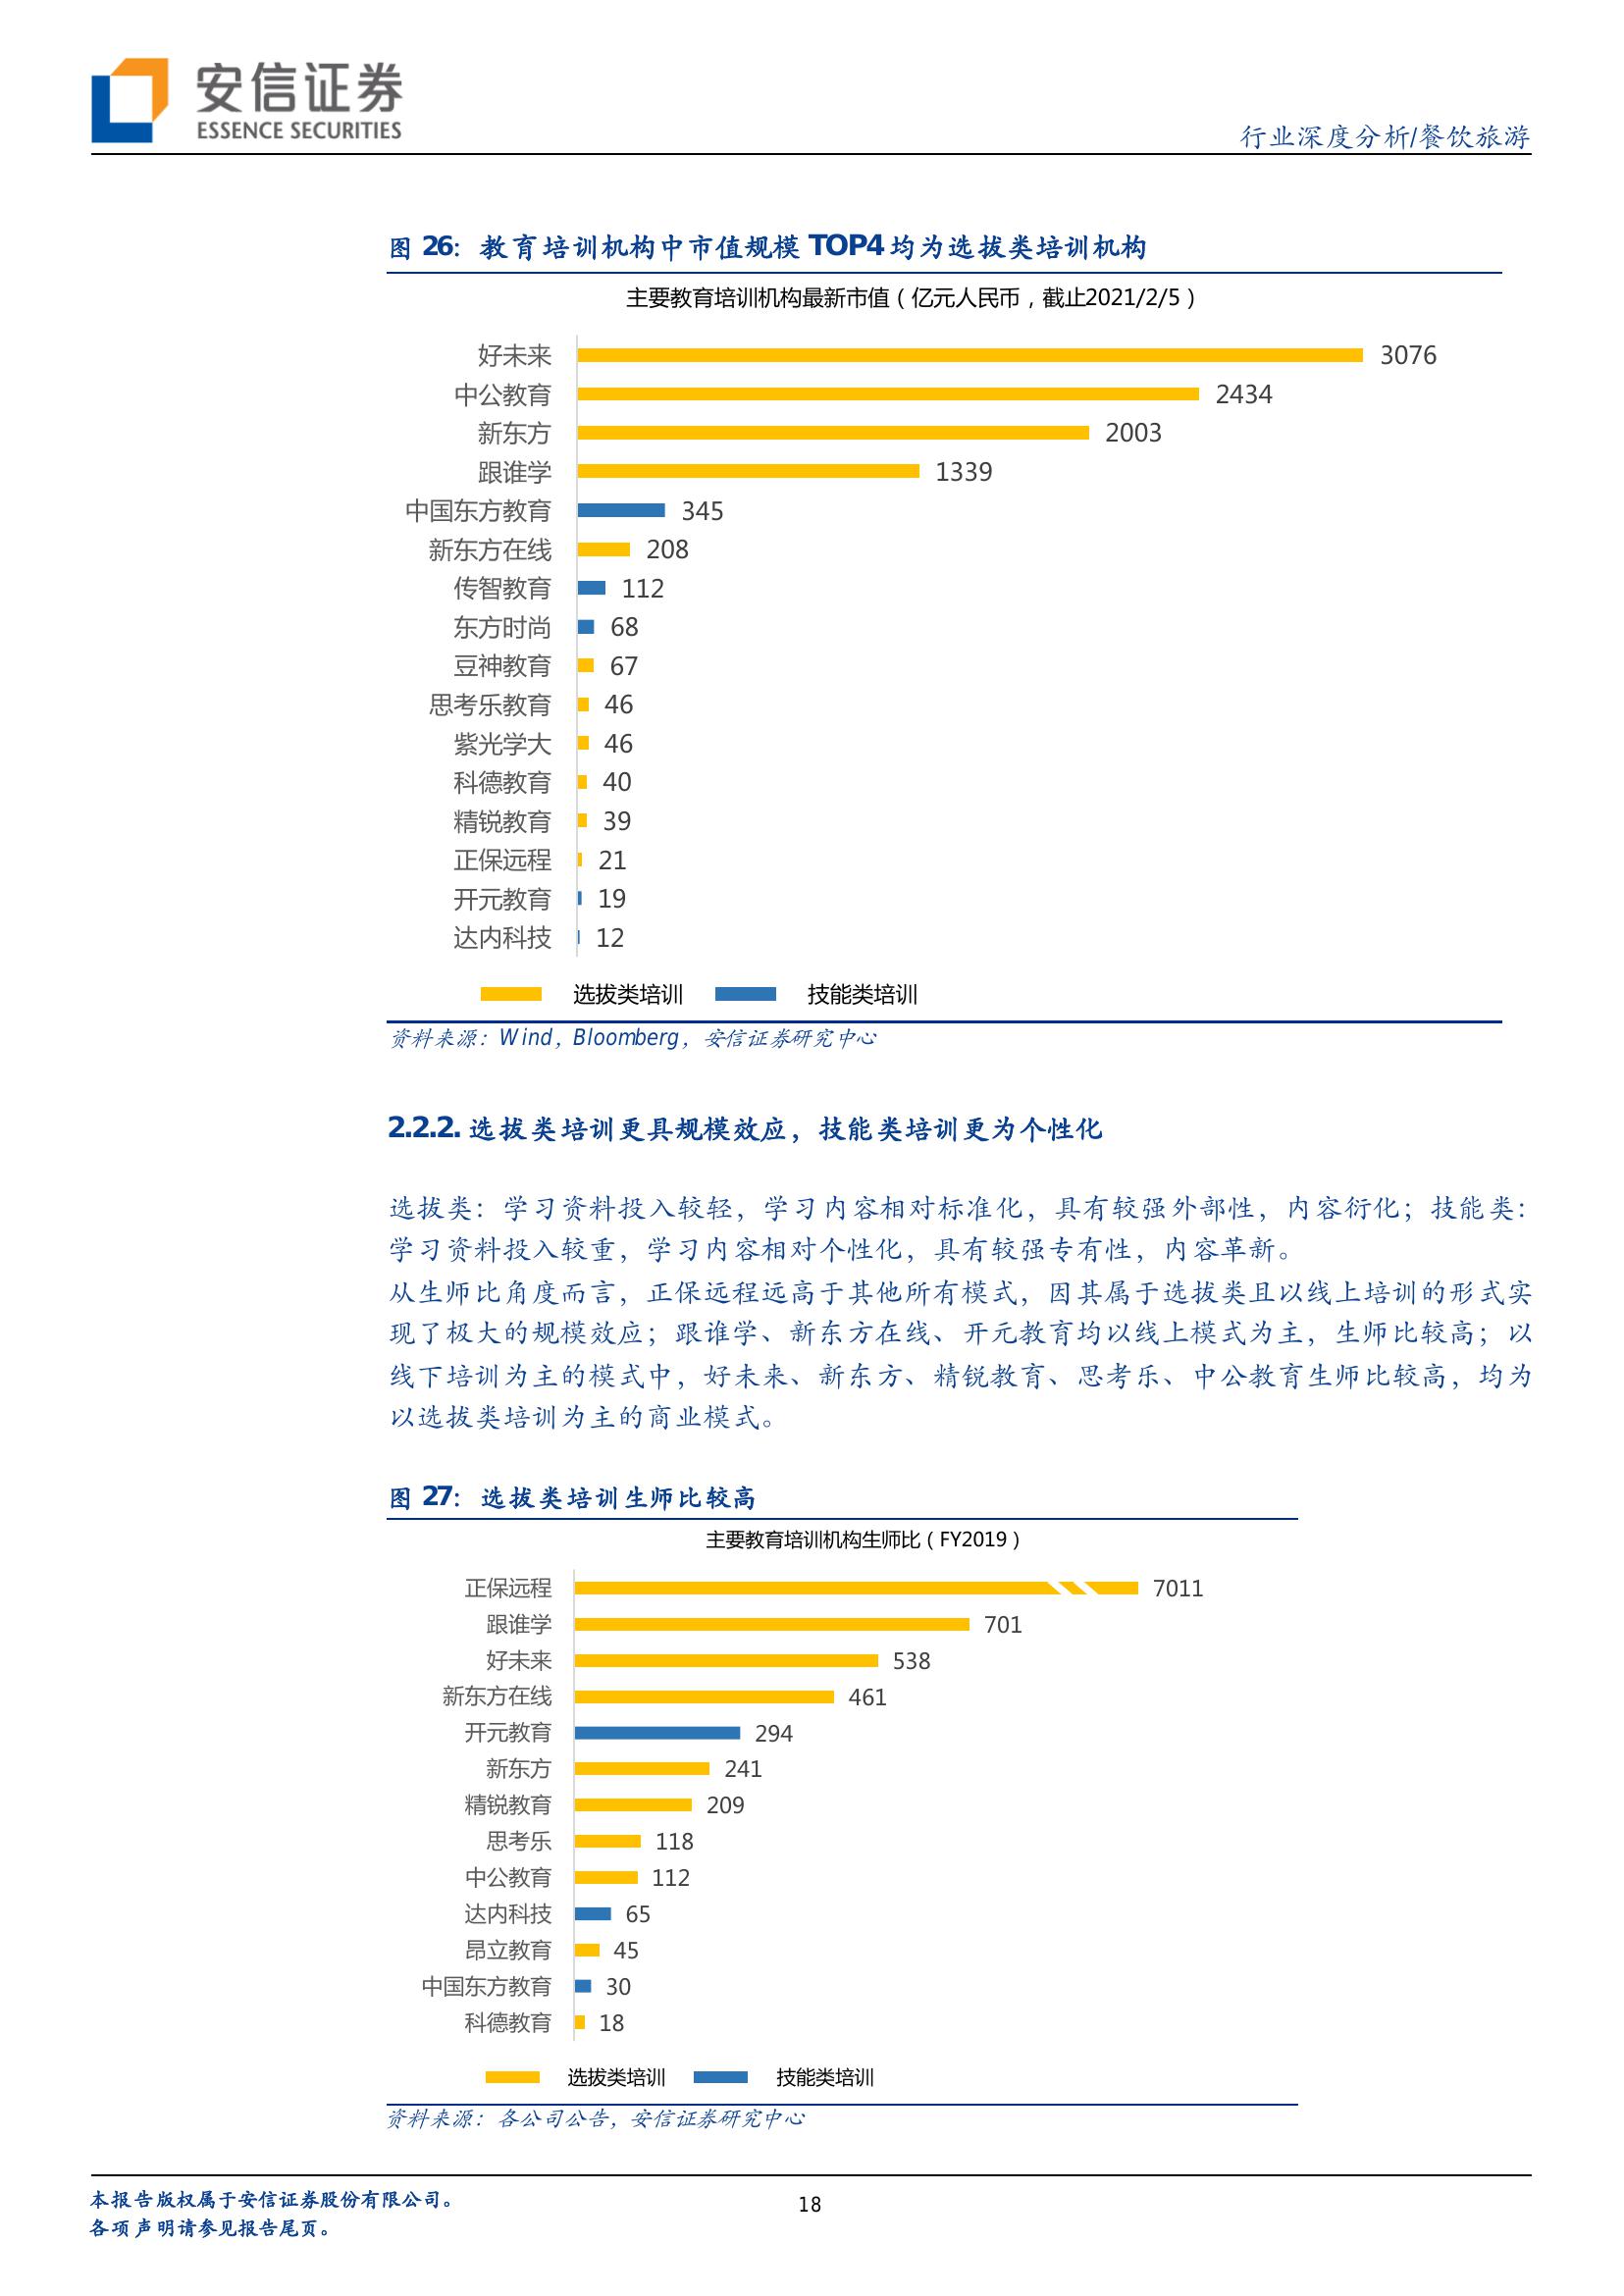 安信证券
ESSENCE SECURITIES
行业深度分析/餐饮旅游
图 26：教育培训机构中市值规模 TOP4 均为选拔类培训机构
主要教育培训机构最新市值（亿元人民币，截止2021/2/5）
好未来 3076
中公教育 2434
新东方 2003
跟谁学 1339
中国东方教育 345
新东方在线 208
传智教育 112
东方时尚 68
豆神教育 67
思考乐教育 46
紫光学大 46
科德教育 40
精锐教育 39
正保远程 21
开元教育 19
达内科技 12
选拔类培训 技能类培训
资料来源：Wind，Bloomberg，安信证券研究中心
2.2.2. 选拔类培训更具规模效应，技能类培训更为个性化
选拔类：学习资料投入较轻，学习内容相对标准化，具有较强外部性，内容衍化；技能类：
学习资料投入较重，学习内容相对个性化，具有较强专有性，内容革新。
从生师比角度而言，正保远程远高于其他所有模式，因其属于选拔类且以线上培训的形式实
现了极大的规模效应；跟谁学、新东方在线、开元教育均以线上模式为主，生师比较高；以
线下培训为主的模式中，好未来、新东方、精锐教育、思考乐、中公教育生师比较高，均为
以选拔类培训为主的商业模式。
图 27：选拔类培训生师比较高
主要教育培训机构生师比（FY2019）
正保远程 7011
跟谁学 701
好未来 538
新东方在线 461
开元教育 294
新东方 241
精锐教育 209
思考乐 118
中公教育 112
达内科技 65
昂立教育 45
中国东方教育 30
科德教育 18
选拔类培训 技能类培训
资料来源：各公司公告，安信证券研究中心
本报告版权属于安信证券股份有限公司。
18
各项声明请参见报告尾页。